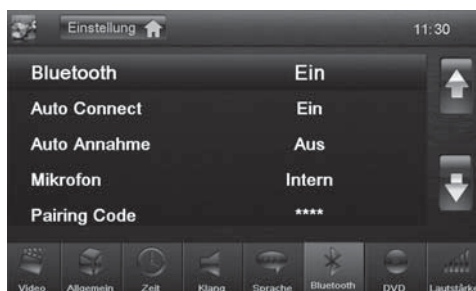 Einstellung 11:30
Bluetooth Ein
Auto Connect Ein
Auto Annahme Aus
Mikrofon Intern
Pairing Code ****
Video Allgemein Zeit Klang Sprache Bluetooth DVD Lautstärke